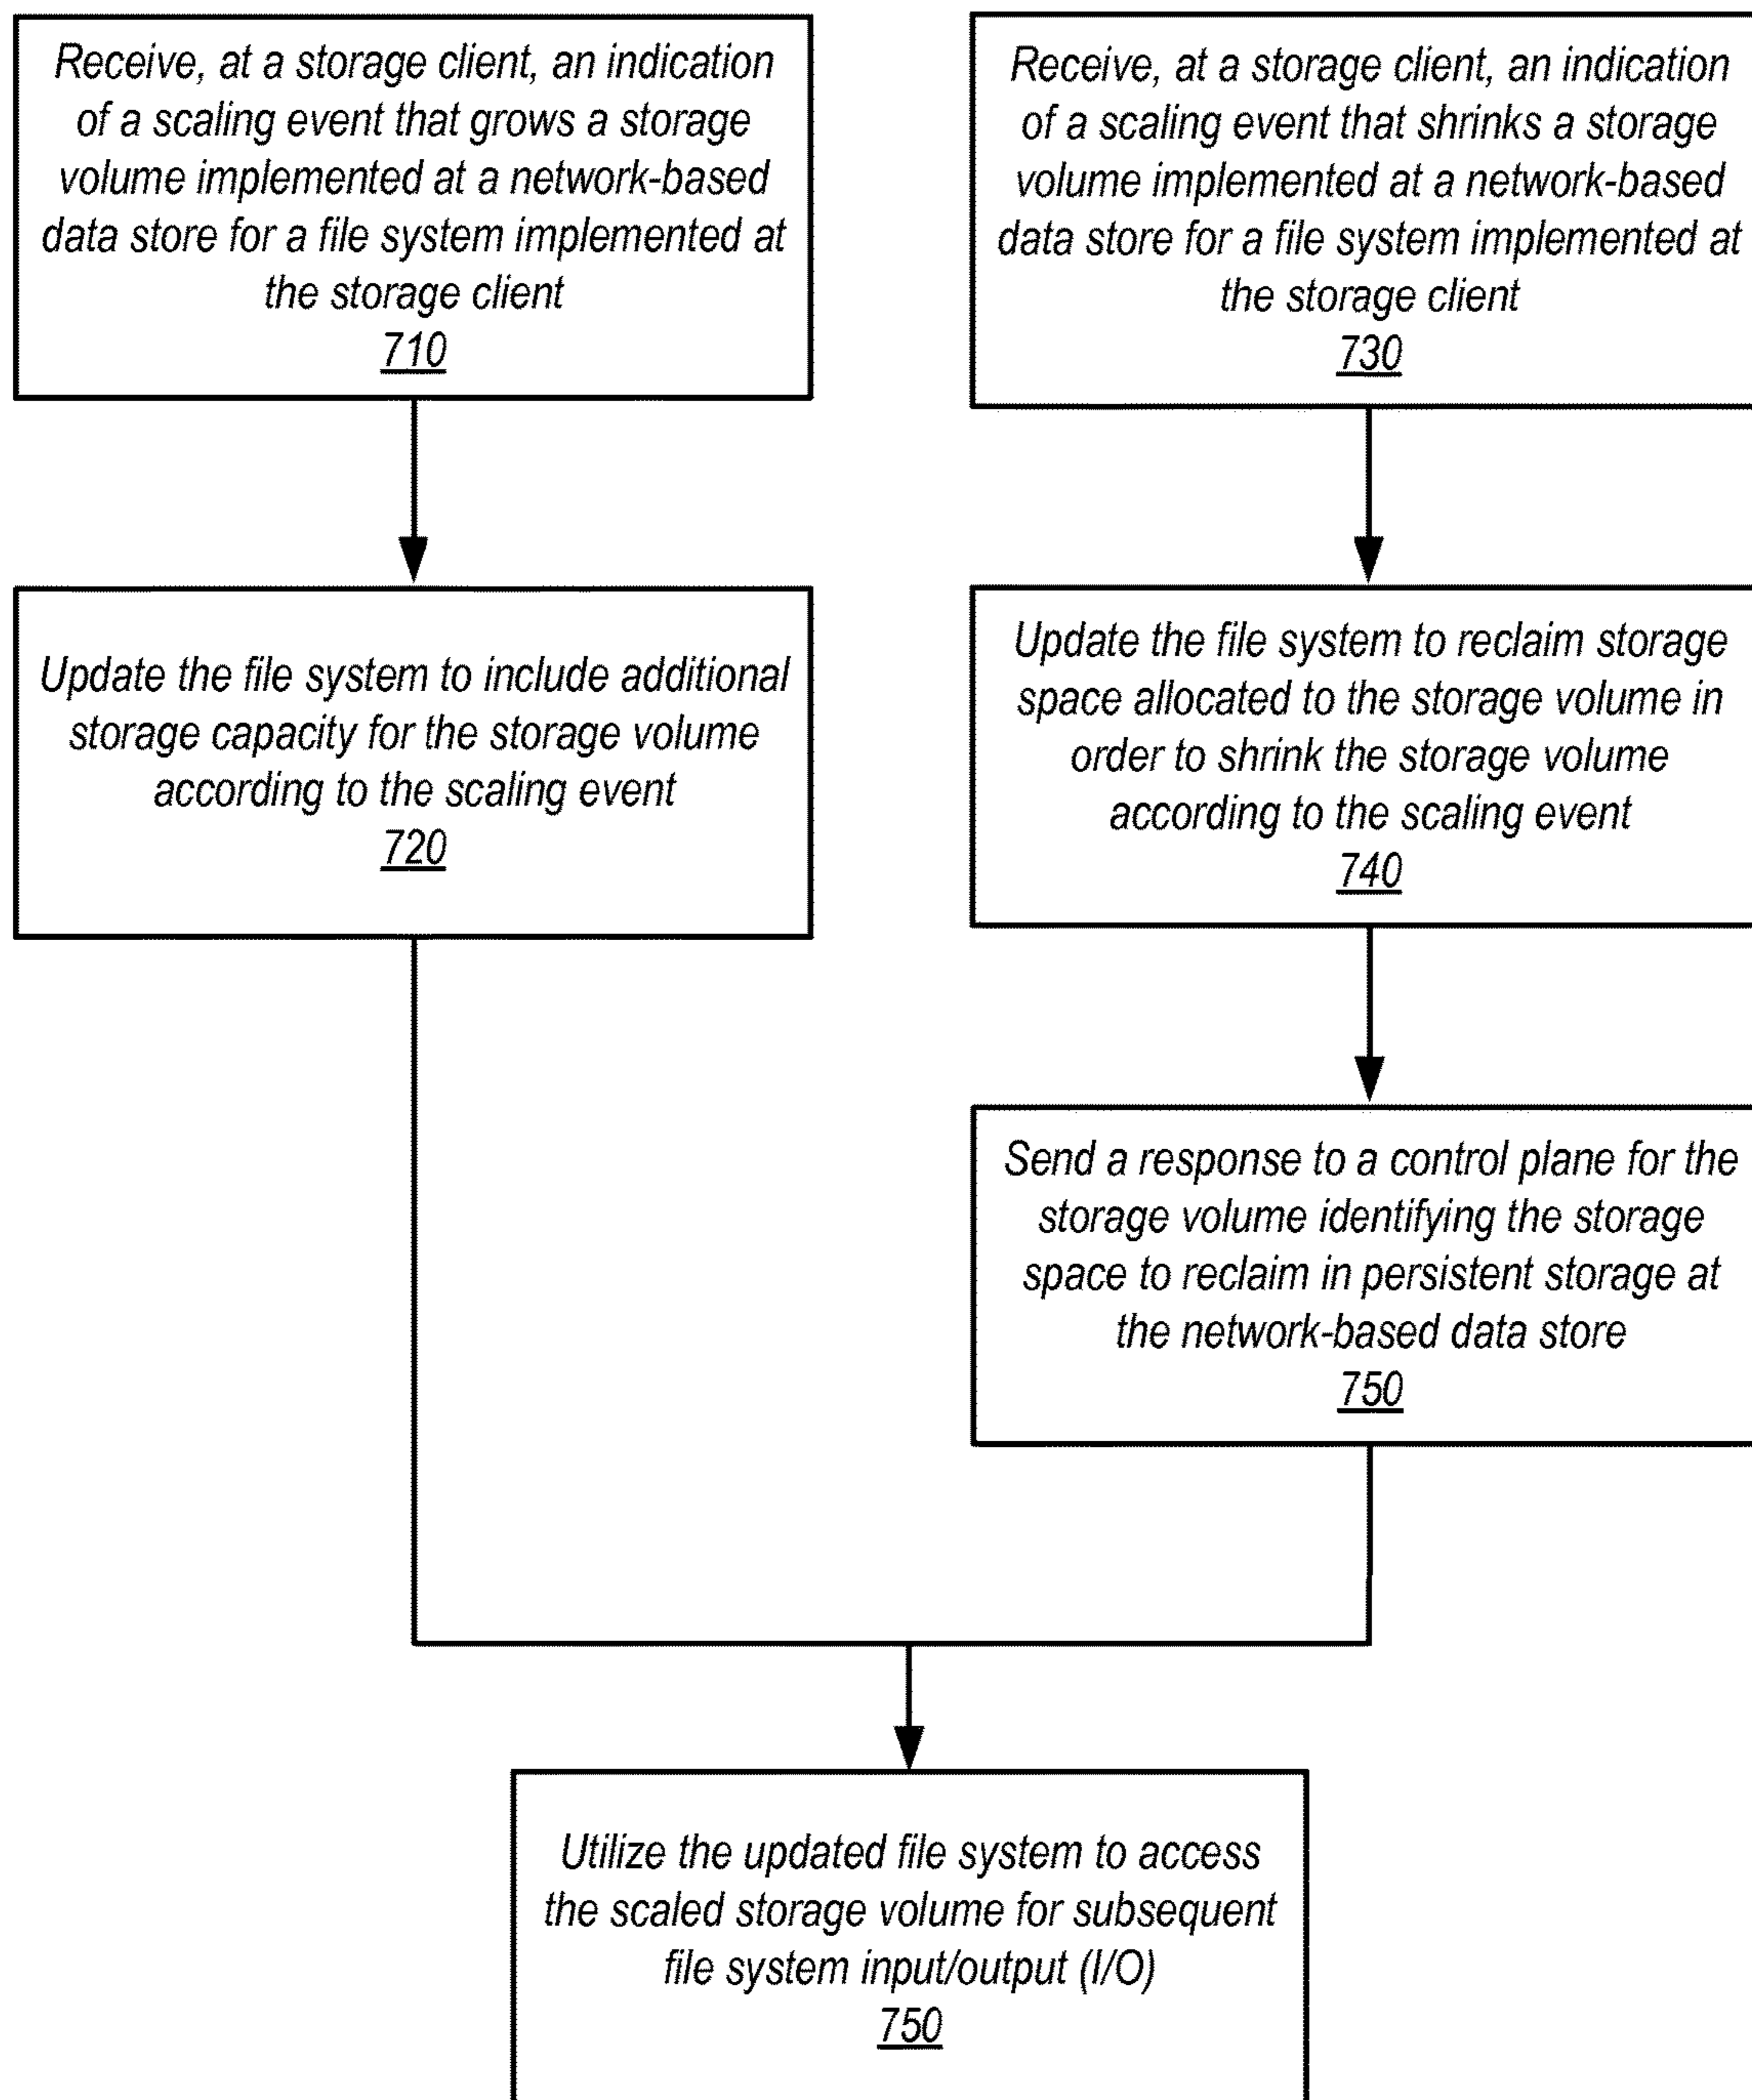 Receive, at a storage client, an indication
of a scaling event that grows a storage
volume implemented at a network-based
data store for a file system implemented at
the storage client
710
Receive, at a storage client, an indication
of a scaling event that shrinks a storage
volume implemented at a network-based
data store for a file system implemented at
the storage client
730
Update the file system to include additional
storage capacity for the storage volume
according to the scaling event
720
Update the file system to reclaim storage
space allocated to the storage volume in
order to shrink the storage volume
according to the scaling event
740
Send a response to a control plane for the
storage volume identifying the storage
space to reclaim in persistent storage at
the network-based data store
750
Utilize the updated file system to access
the scaled storage volume for subsequent
file system input/output (I/O)
750